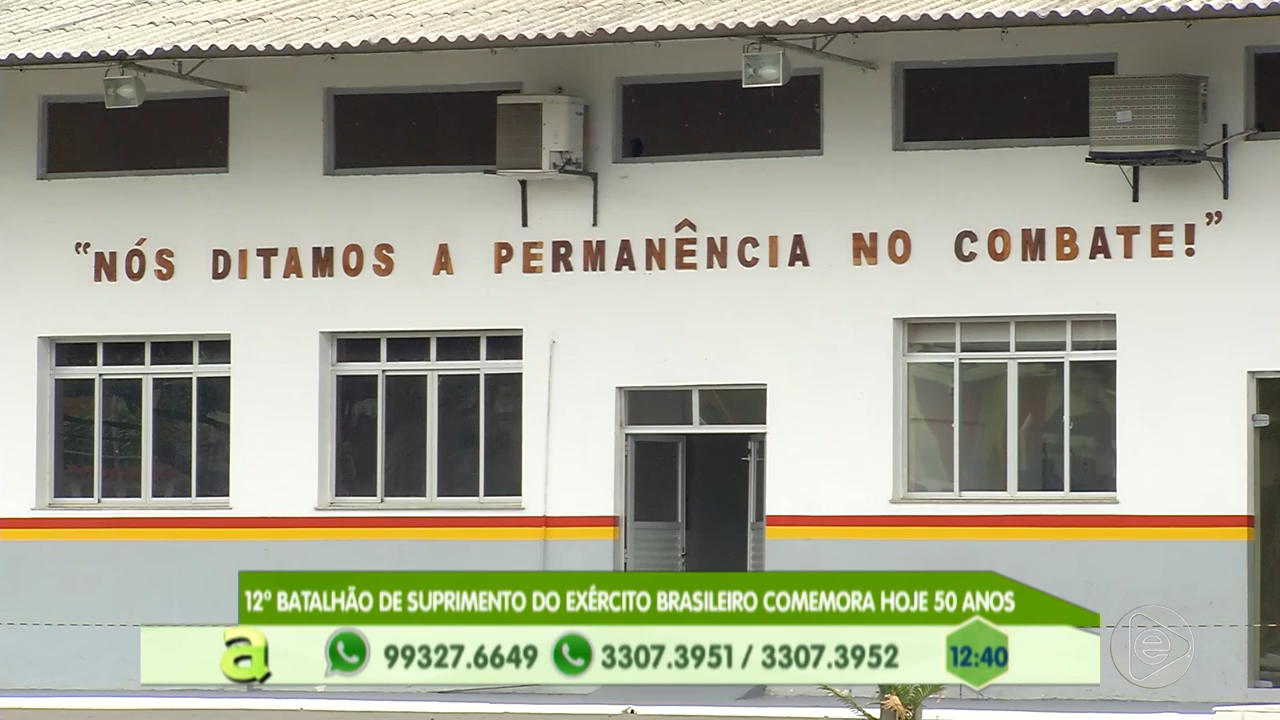 “NÓS DITAMOS A PERMANÊNCIA NO COMBATE!”
12º BATALHÃO DE SUPRIMENTO DO EXÉRCITO BRASILEIRO COMEMORA HOJE 50 ANOS
a 99327.6649 3307.3951 / 3307.3952 12:40
e